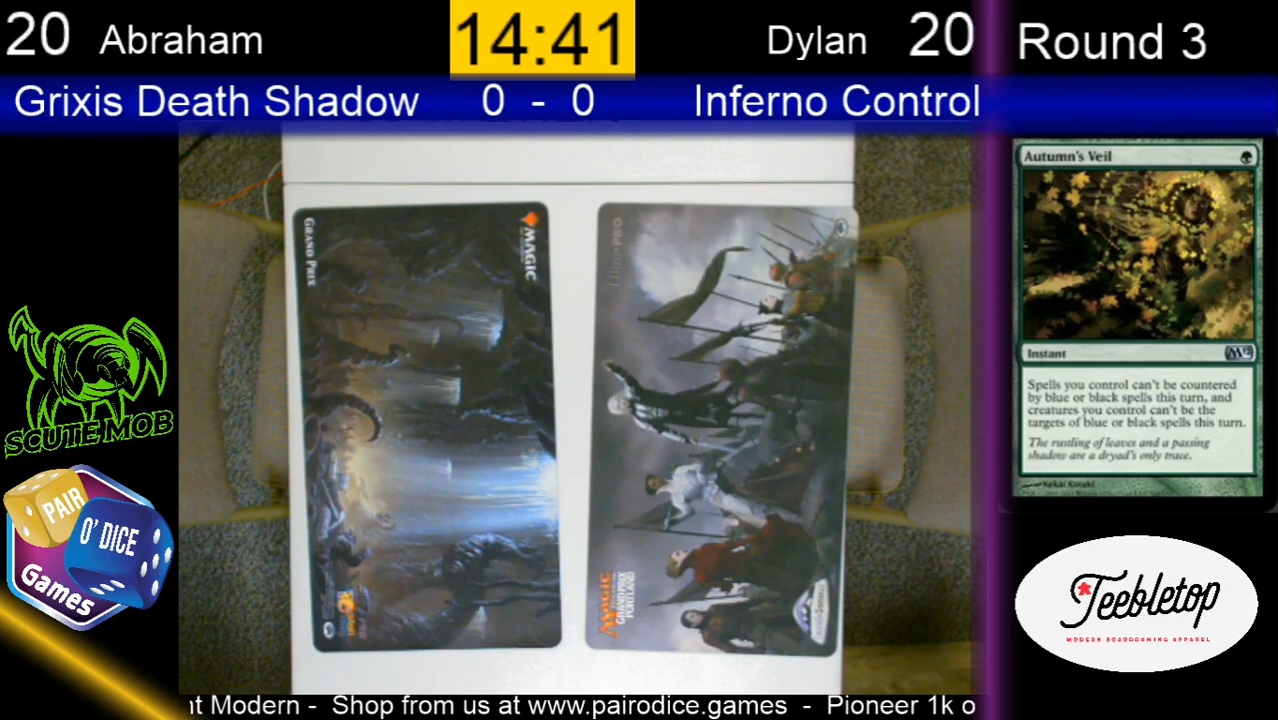 20 Abraham
14:41
Dylan 20
Round 3
Grixis Death Shadow 0 - 0 Inferno Control
Autumn's Veil
Instant
Spells you control can't be countered
by blue or black spells this turn, and
creatures you control can't be the
targets of blue or black spells this turn.
The rustling of leaves and a passing
shadow are a dryad's only trace.
GRAND PRIX
MAGIC
ULTRA·PRO
MAGIC
GRAND PRIX
PORTLAND
SCUTE MOB
PAIR
O' DICE
Games
Teebletop
MODERN BOARDGAMING APPAREL
nt Modern - Shop from us at www.pairodice.games - Pioneer 1k o